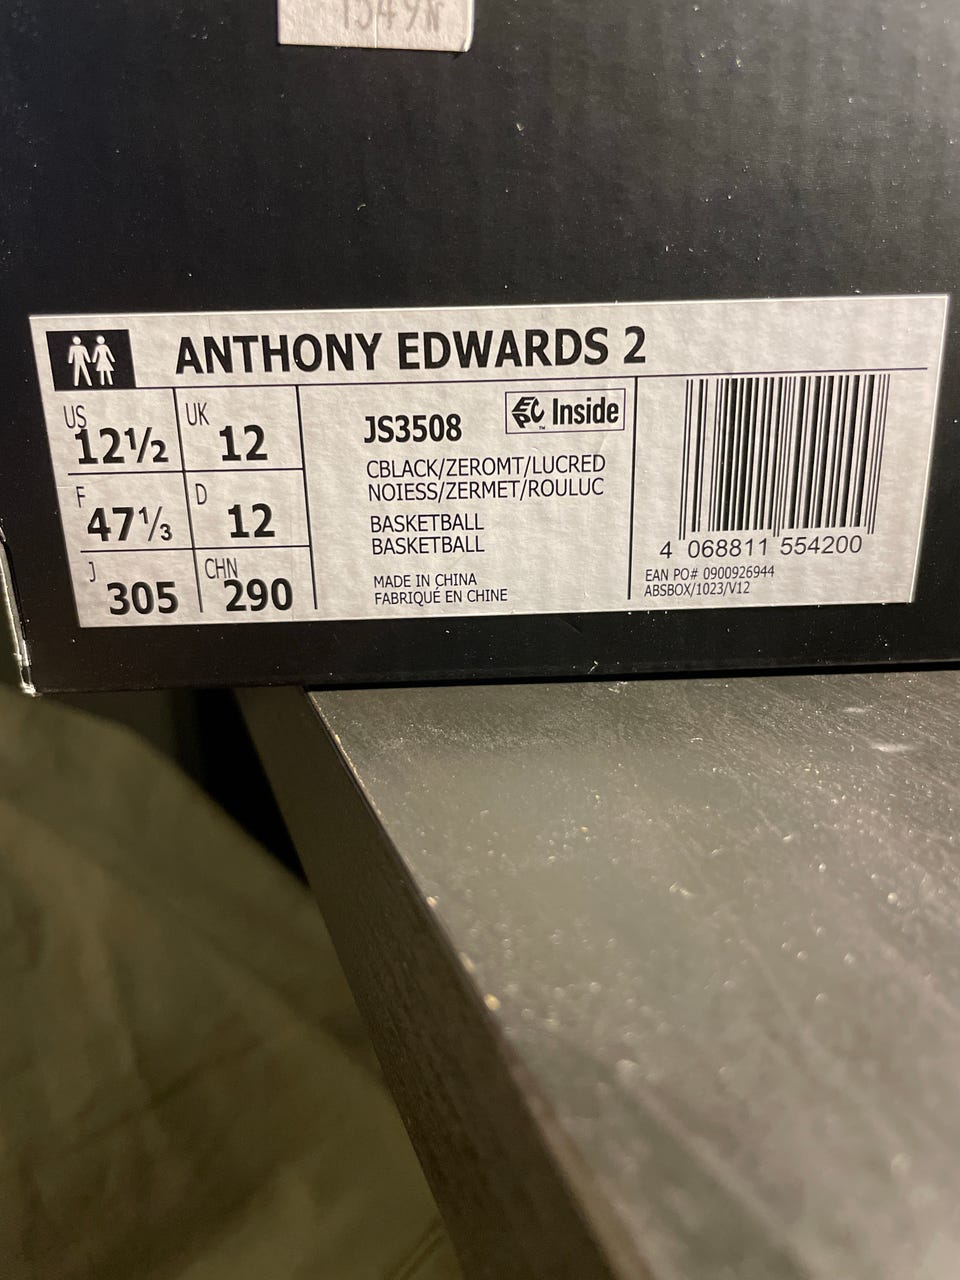 ANTHONY EDWARDS 2
US
12½
UK
12
F
47⅓
D
12
J
305
CHN
290
JS3508
EPC Inside
™
CBLACK/ZEROMT/LUCRED
NOIESS/ZERMET/ROULUC
BASKETBALL
BASKETBALL
MADE IN CHINA
FABRIQUÉ EN CHINE
4 068811 554200
EAN PO# 0900926944
ABSBOX/1023/V12